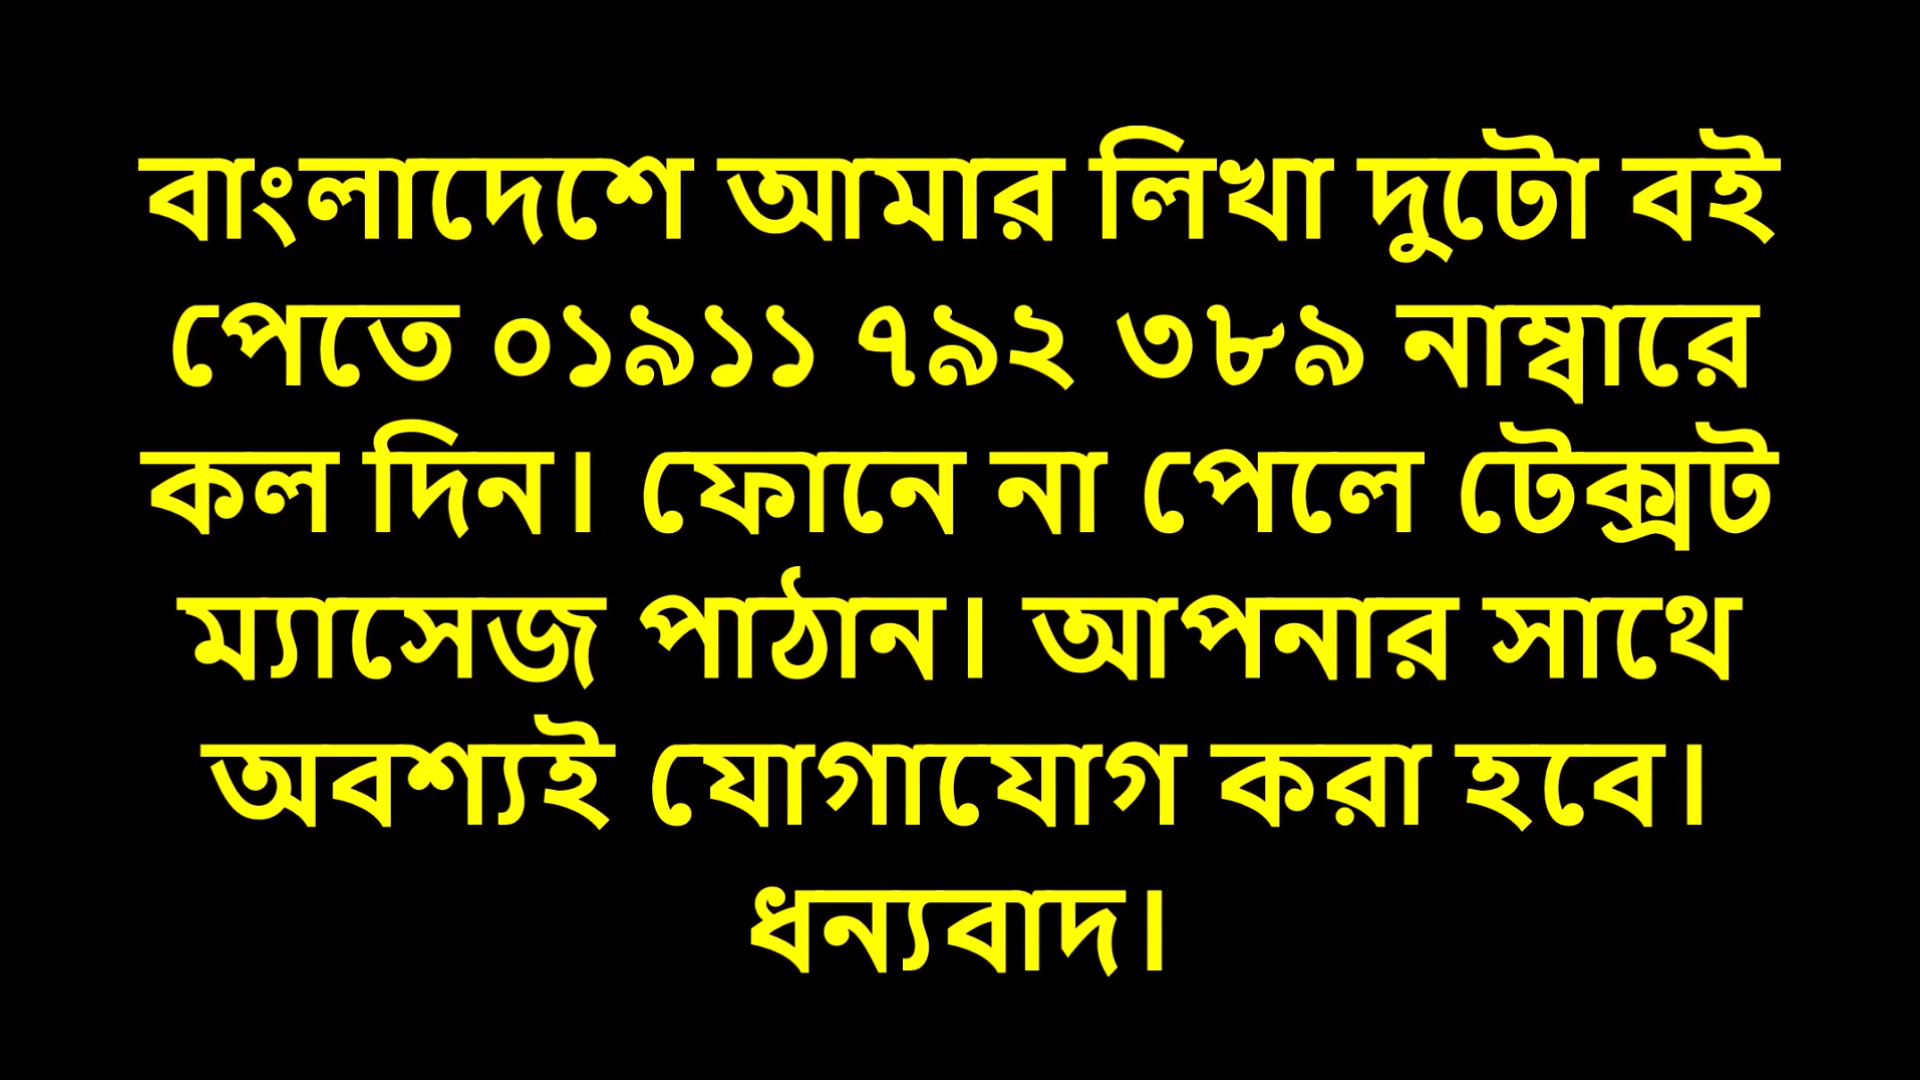 বাংলাদেশে আমার লিখা দুটো বই
পেতে ০১৯১১ ৭৯২ ৩৮৯ নাম্বারে
কল দিন। ফোনে না পেলে টেক্সট
ম্যাসেজ পাঠান। আপনার সাথে
অবশ্যই যোগাযোগ করা হবে।
ধন্যবাদ।